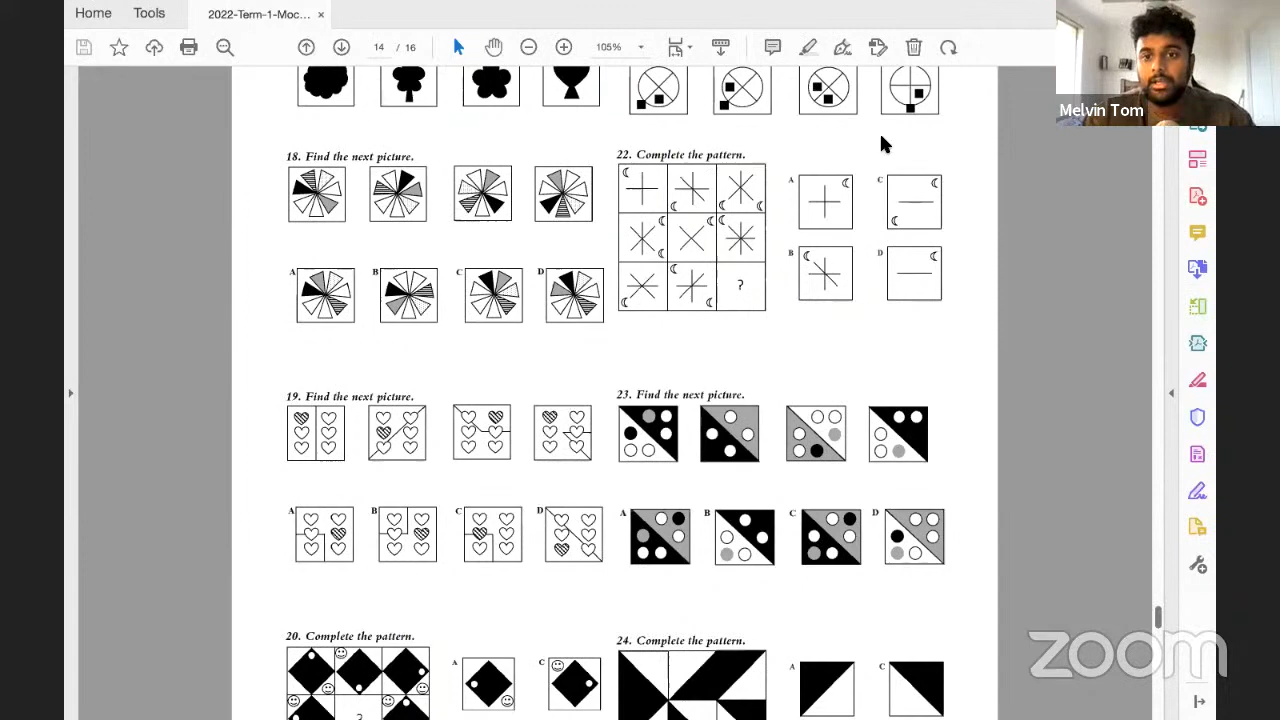 Home Tools 2022-Term-1-Moc... ×
14 / 16 105%
Melvin Tom
18. Find the next picture.
A B C D
22. Complete the pattern.
A C
?
B D
19. Find the next picture.
A B C D
23. Find the next picture.
A B C D
20. Complete the pattern.
A C
?
24. Complete the pattern.
A C
zoom